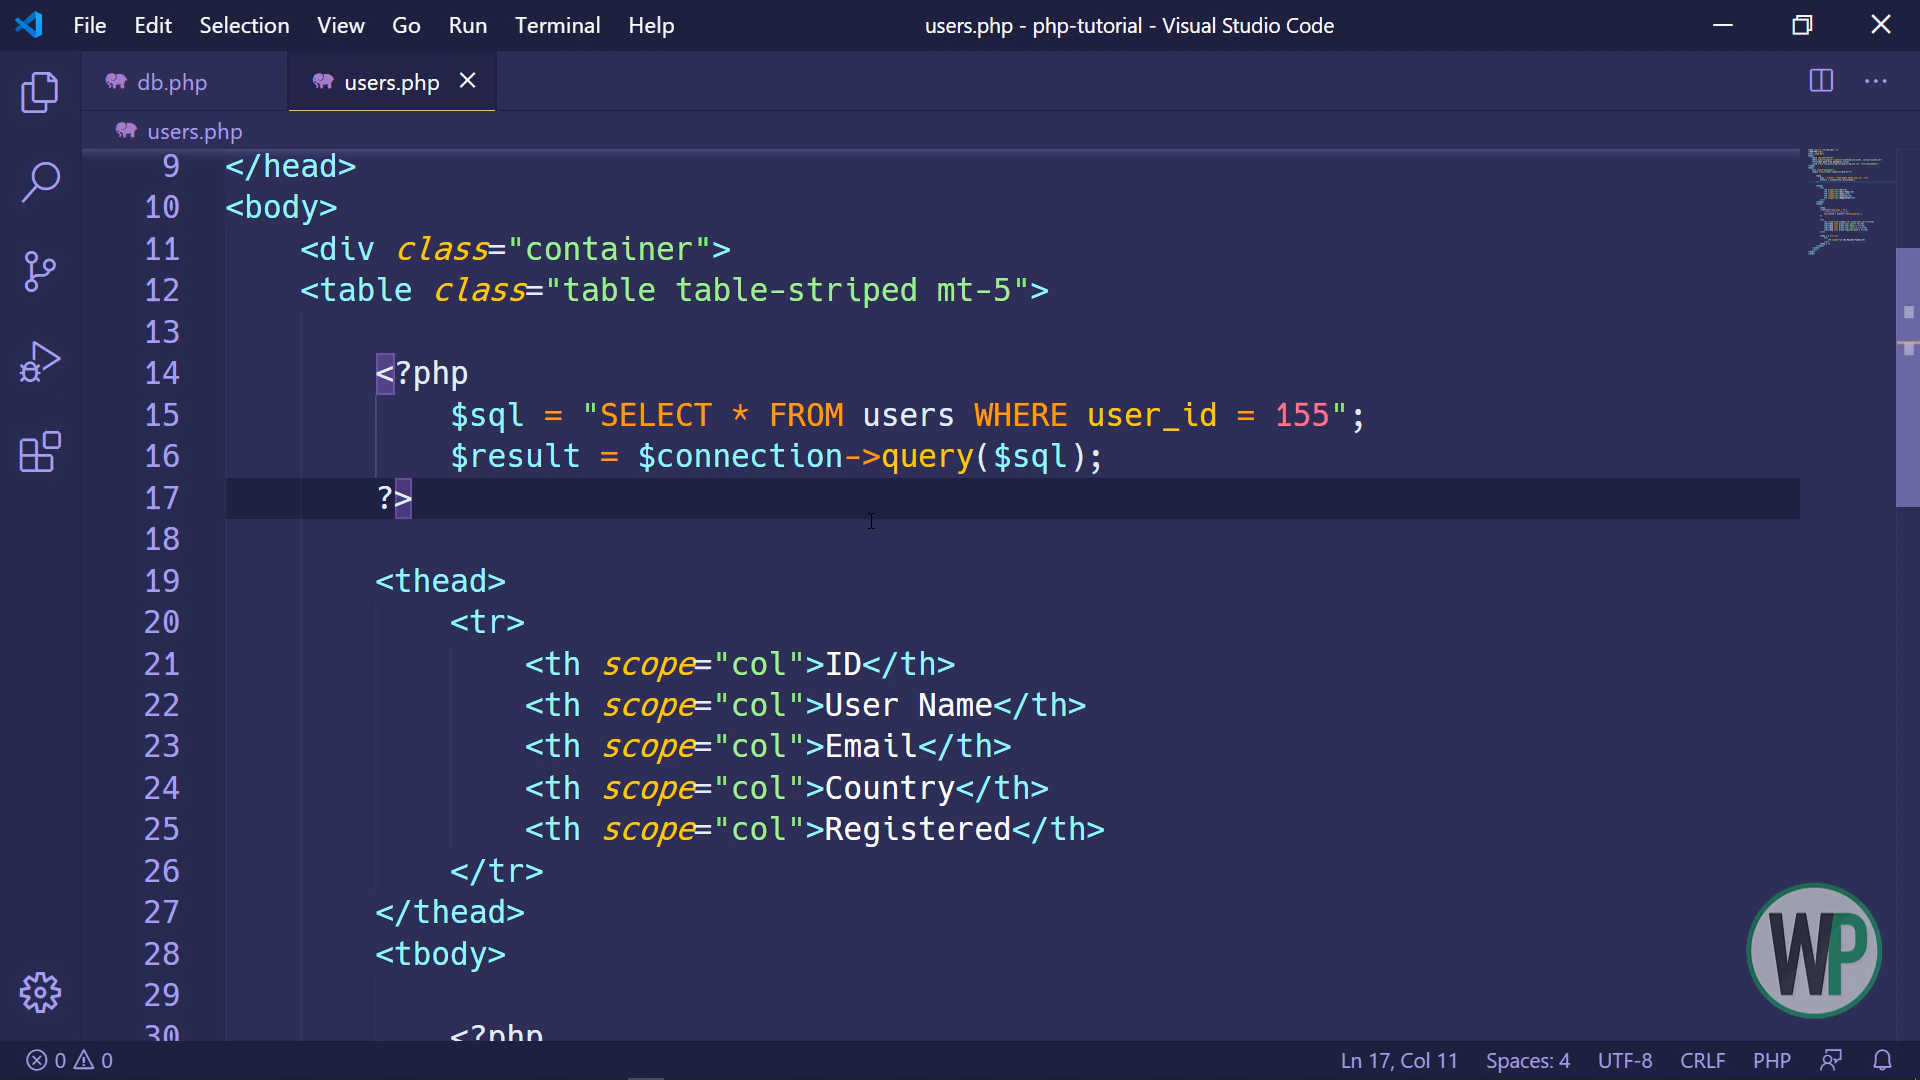 File Edit Selection View Go Run Terminal Help
users.php - php-tutorial - Visual Studio Code
db.php
users.php
users.php
9 </head>
10 <body>
11 <div class="container">
12 <table class="table table-striped mt-5">
13
14 <?php
15 $sql = "SELECT * FROM users WHERE user_id = 155";
16 $result = $connection->query($sql);
17 ?>
18
19 <thead>
20 <tr>
21 <th scope="col">ID</th>
22 <th scope="col">User Name</th>
23 <th scope="col">Email</th>
24 <th scope="col">Country</th>
25 <th scope="col">Registered</th>
26 </tr>
27 </thead>
28 <tbody>
29
30 <?php
WP
0 0 Ln 17, Col 11 Spaces: 4 UTF-8 CRLF PHP